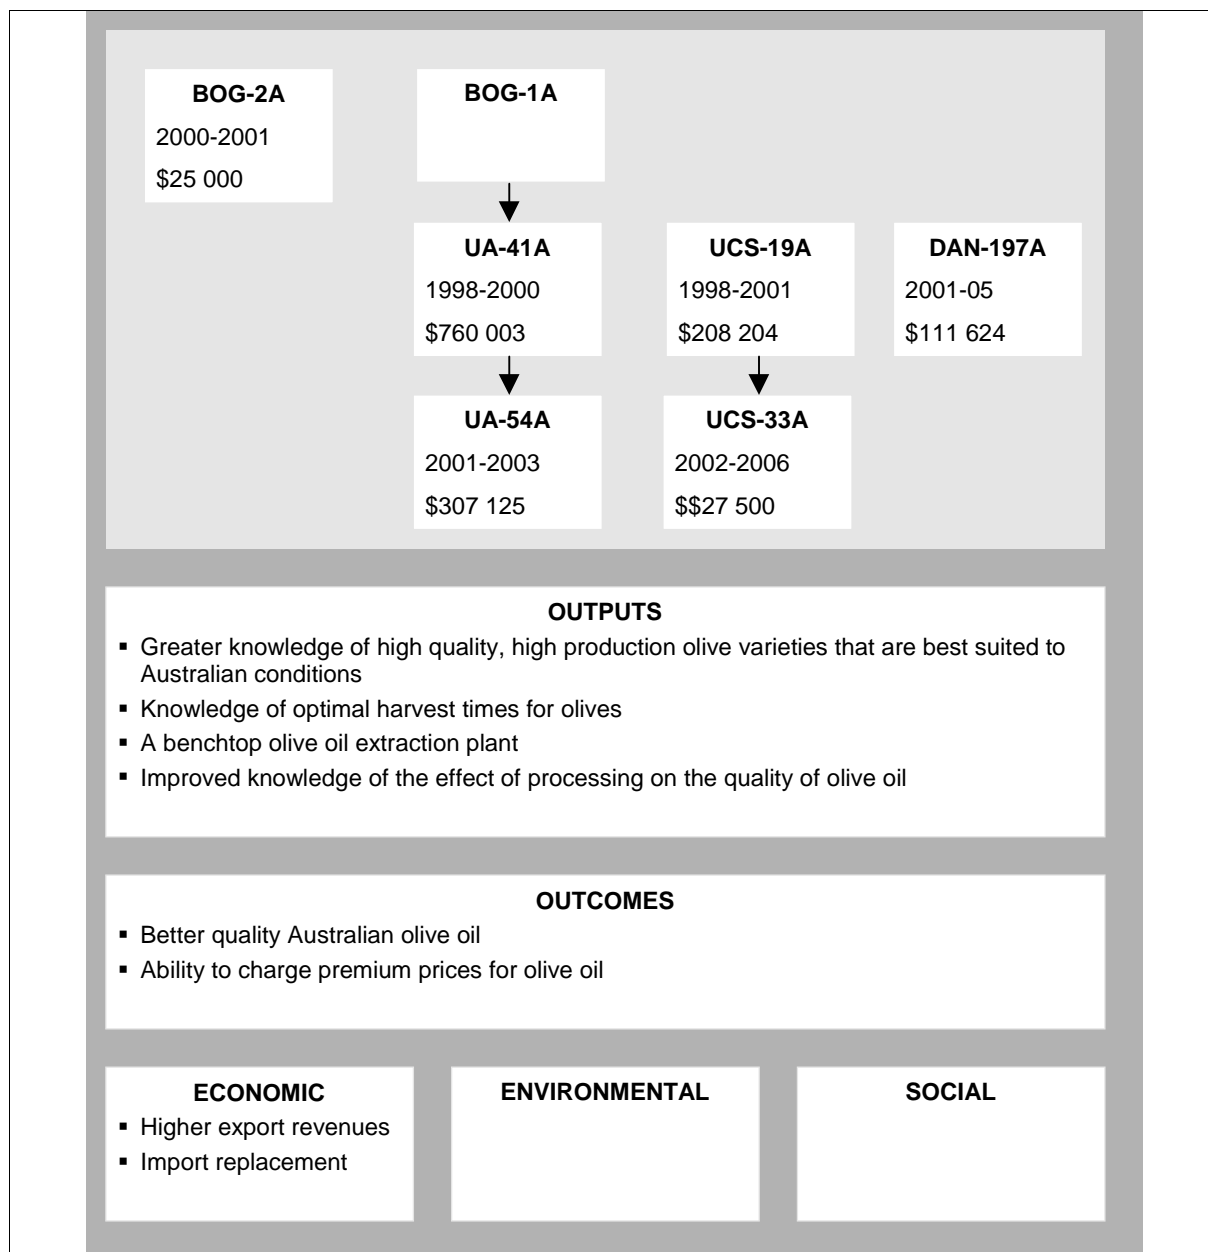 BOG-2A
2000-2001
$25 000
BOG-1A
UA-41A
1998-2000
$760 003
UCS-19A
1998-2001
$208 204
DAN-197A
2001-05
$111 624
UA-54A
2001-2003
$307 125
UCS-33A
2002-2006
$$27 500
OUTPUTS
▪ Greater knowledge of high quality, high production olive varieties that are best suited to
Australian conditions
▪ Knowledge of optimal harvest times for olives
▪ A benchtop olive oil extraction plant
▪ Improved knowledge of the effect of processing on the quality of olive oil
OUTCOMES
▪ Better quality Australian olive oil
▪ Ability to charge premium prices for olive oil
ECONOMIC
▪ Higher export revenues
▪ Import replacement
ENVIRONMENTAL
SOCIAL